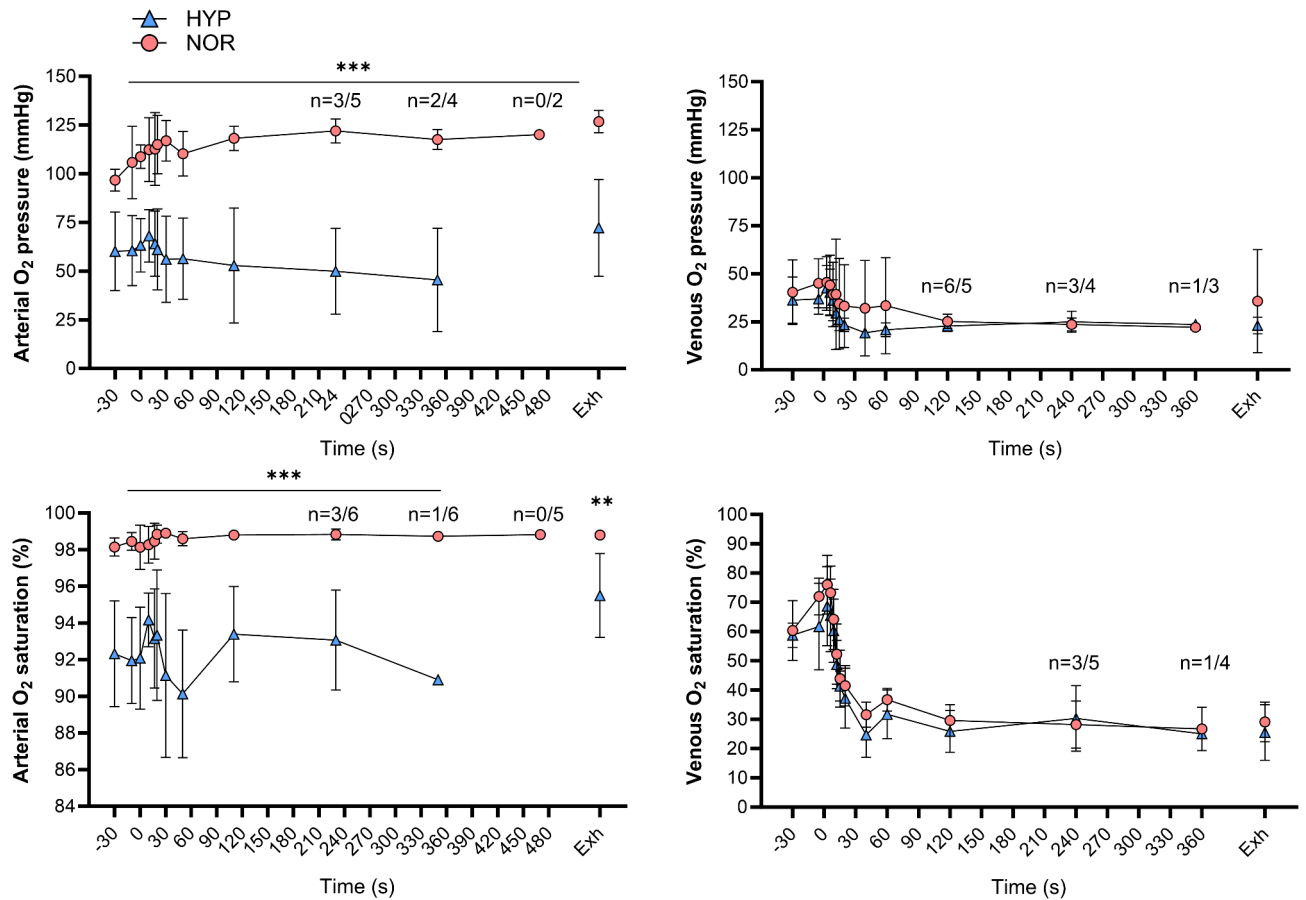 HYP
NOR
***
150
125
100
75
50
25
0
Arterial O2 pressure (mmHg)
n=3/5 n=2/4 n=0/2
-30 0 30 60 90 120 150 180 210 24 0270 300 330 360 390 420 450 480 Exh
Time (s)
150
125
100
75
50
25
0
Venous O2 pressure (mmHg)
n=6/5 n=3/4 n=1/3
-30 0 30 60 90 120 150 180 210 240 270 300 330 360 Exh
Time (s)
***
**
100
98
96
94
92
90
88
86
84
Arterial O2 saturation (%)
n=3/6 n=1/6 n=0/5
-30 0 30 60 90 120 150 180 210 240 270 300 330 360 390 420 450 480 Exh
Time (s)
100
90
80
70
60
50
40
30
20
10
0
Venous O2 saturation (%)
n=3/5 n=1/4
-30 0 30 60 90 120 150 180 210 240 270 300 330 360 Exh
Time (s)